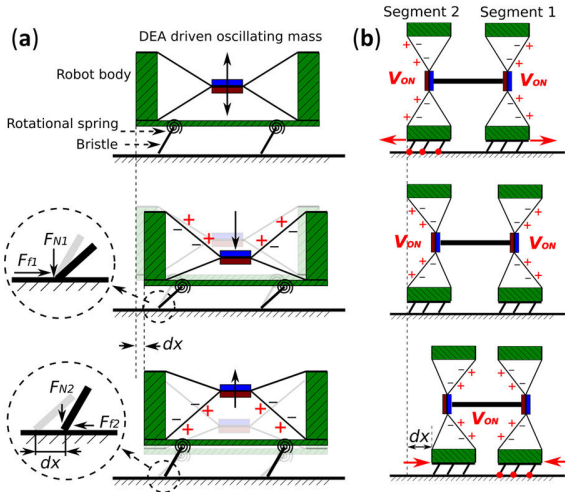 (a)
DEA driven oscillating mass
Robot body
Rotational spring
Bristle
F_N1
F_f1
dx
F_N2
F_f2
dx
(b)
Segment 2 Segment 1
V_ON V_ON
V_ON V_ON
V_ON
dx